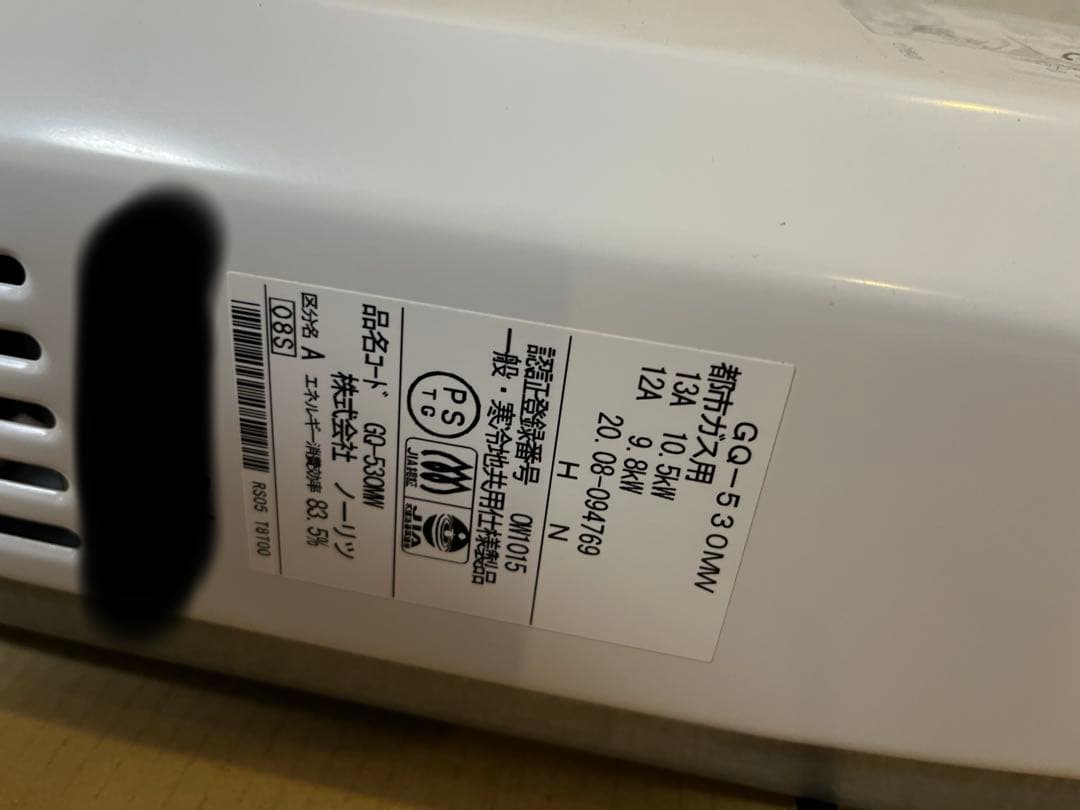 GQ-530MW
都市ガス用
13A 10.5kW
12A 9.8kW
20.08-094769
H N
認証登録番号 0W1015
一般・寒冷地共用仕様製品
PS
TG
JIA認証
JIA
品名コード GQ-530MW
株式会社 ノーリツ
区分名 A エネルギー消費効率 83.5%
08S
RS05 T8T00